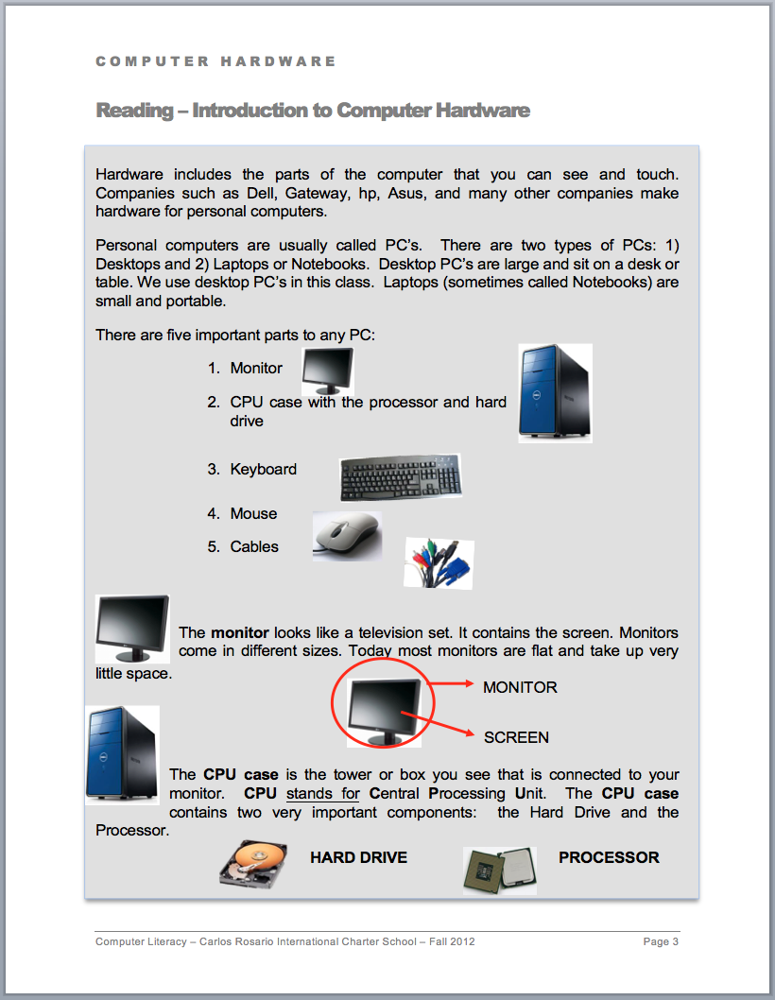 COMPUTER HARDWARE
Reading – Introduction to Computer Hardware
Hardware includes the parts of the computer that you can see and touch.
Companies such as Dell, Gateway, hp, Asus, and many other companies make
hardware for personal computers.
Personal computers are usually called PC's.  There are two types of PCs: 1)
Desktops and 2) Laptops or Notebooks.  Desktop PC's are large and sit on a desk or
table. We use desktop PC's in this class.  Laptops (sometimes called Notebooks) are
small and portable.
There are five important parts to any PC:
1. Monitor
2. CPU case with the processor and hard
drive
3. Keyboard
4. Mouse
5. Cables
The monitor looks like a television set. It contains the screen. Monitors
come in different sizes. Today most monitors are flat and take up very
little space.
MONITOR
SCREEN
The CPU case is the tower or box you see that is connected to your
monitor.  CPU stands for Central Processing Unit.  The CPU case
contains two very important components:  the Hard Drive and the
Processor.
HARD DRIVE
PROCESSOR
Computer Literacy – Carlos Rosario International Charter School – Fall 2012
Page 3